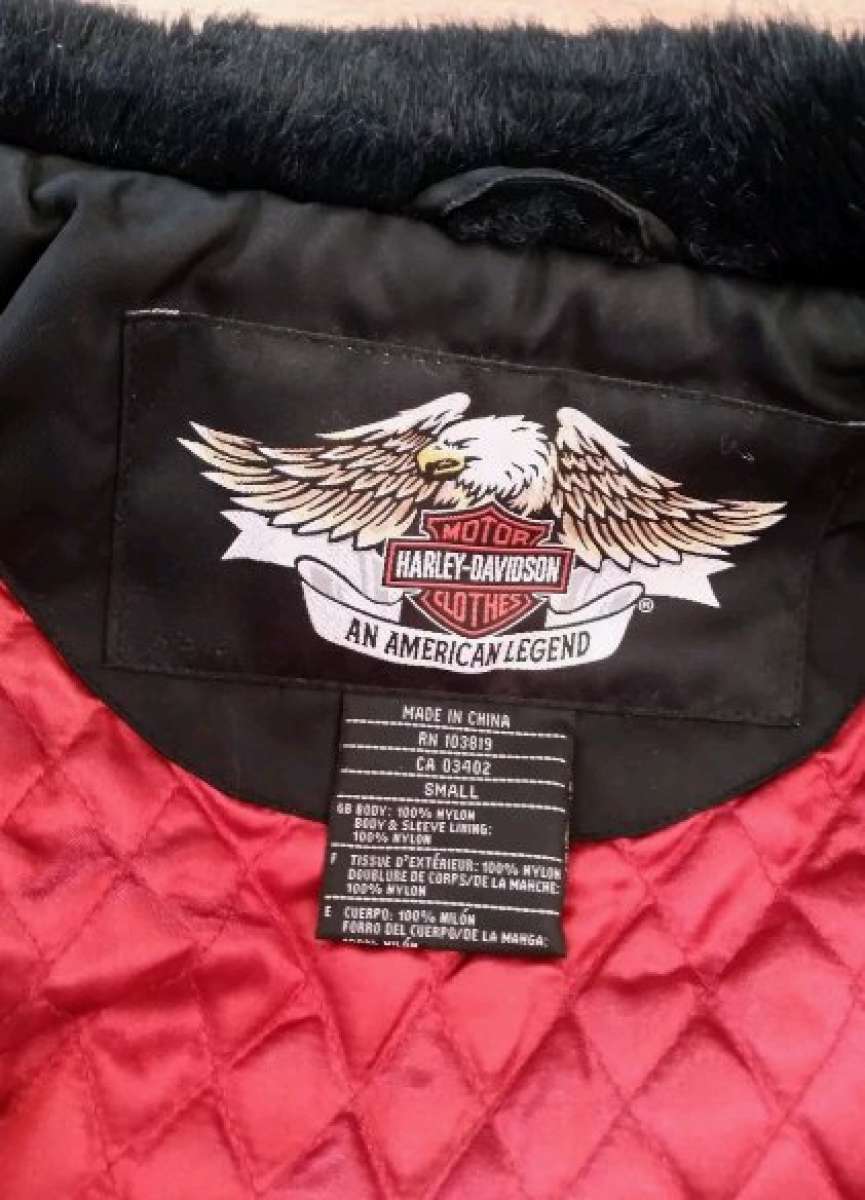 MOTOR
HARLEY-DAVIDSON
CLOTHES
®
AN AMERICAN LEGEND
MADE IN CHINA
RN 103819
CA 03402
SMALL
GB BODY: 100% NYLON
BODY & SLEEVE LINING:
100% NYLON
F TISSUE D'EXTÉRIEUR: 100% NYLON
DOUBLURE DE CORPS/DE LA MANCHE:
100% NYLON
E CUERPO: 100% NILÓN
FORRO DEL CUERPO/DE LA MANGA:
100% NILÓN